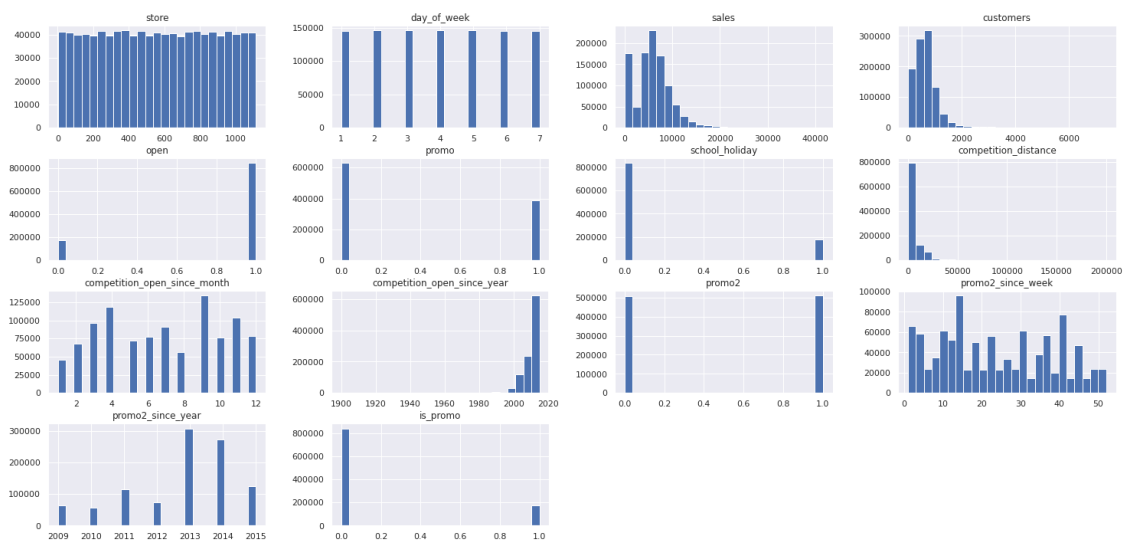 store
40000
30000
20000
10000
0
0 200 400 600 800 1000
day_of_week
150000
100000
50000
0
1 2 3 4 5 6 7
sales
200000
150000
100000
50000
0
0 10000 20000 30000 40000
customers
300000
200000
100000
0
0 2000 4000 6000
open
800000
600000
400000
200000
0
0.0 0.2 0.4 0.6 0.8 1.0
promo
600000
400000
200000
0
0.0 0.2 0.4 0.6 0.8 1.0
school_holiday
800000
600000
400000
200000
0
0.0 0.2 0.4 0.6 0.8 1.0
competition_distance
800000
600000
400000
200000
0
0 50000 100000 150000 200000
competition_open_since_month
125000
100000
75000
50000
25000
0
2 4 6 8 10 12
competition_open_since_year
600000
400000
200000
0
1900 1920 1940 1960 1980 2000 2020
promo2
500000
400000
300000
200000
100000
0
0.0 0.2 0.4 0.6 0.8 1.0
promo2_since_week
100000
80000
60000
40000
20000
0
0 10 20 30 40 50
promo2_since_year
300000
200000
100000
0
2009 2010 2011 2012 2013 2014 2015
is_promo
800000
600000
400000
200000
0
0.0 0.2 0.4 0.6 0.8 1.0